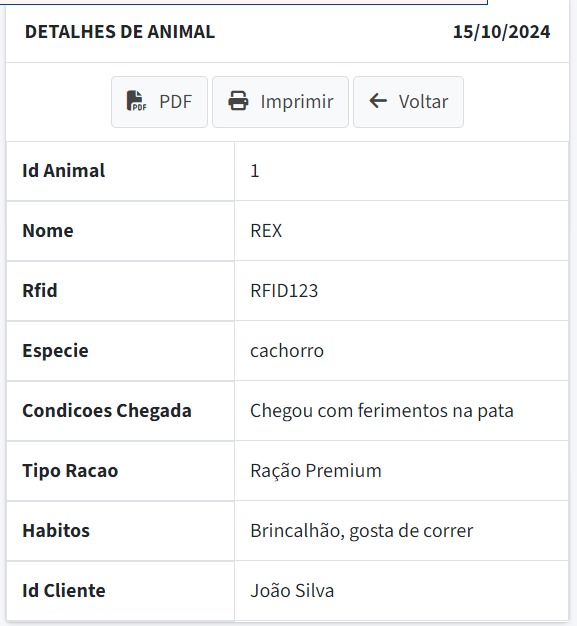 DETALHES DE ANIMAL 15/10/2024
PDF Imprimir Voltar
Id Animal 1
Nome REX
Rfid RFID123
Especie cachorro
Condicoes Chegada Chegou com ferimentos na pata
Tipo Racao Ração Premium
Habitos Brincalhão, gosta de correr
Id Cliente João Silva